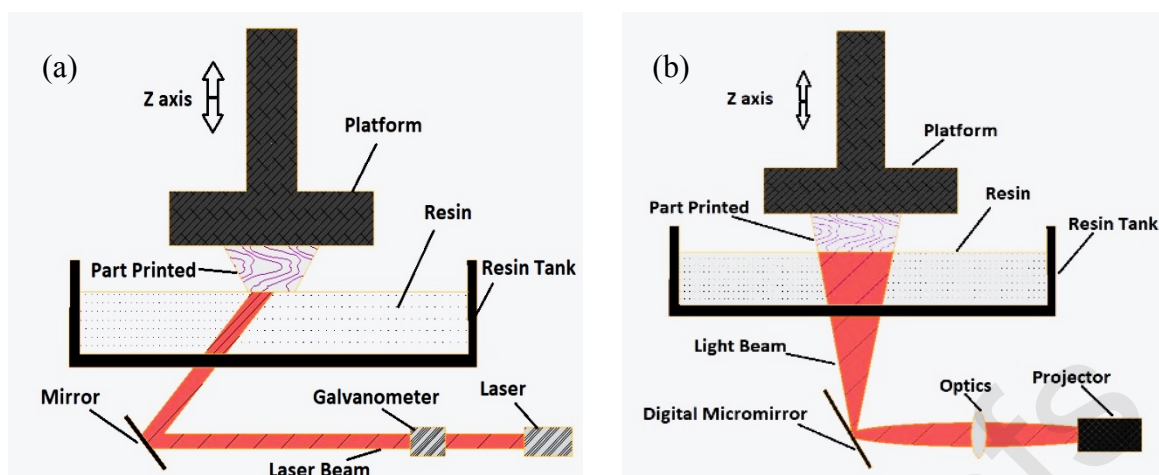 (a)
Z axis
Platform
Resin
Part Printed
Resin Tank
Mirror
Galvanometer
Laser
Laser Beam
(b)
Z axis
Platform
Part Printed
Resin
Resin Tank
Light Beam
Optics
Projector
Digital Micromirror